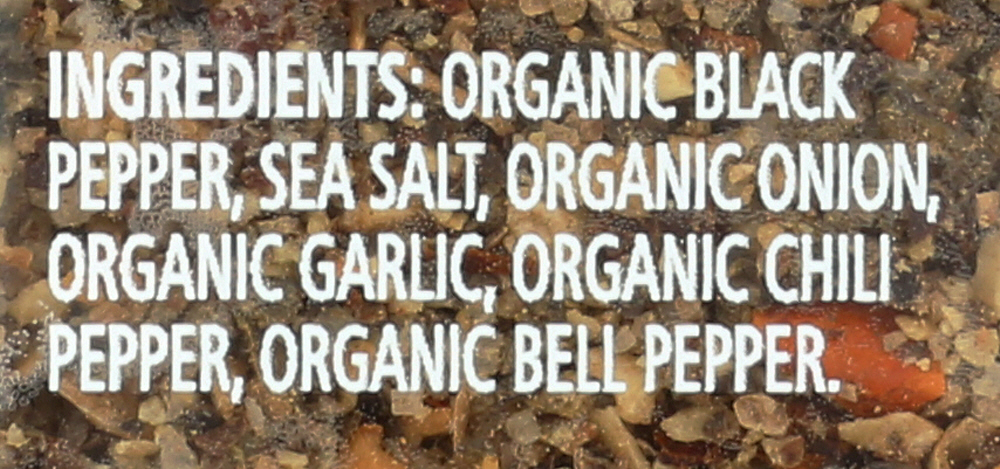 INGREDIENTS: ORGANIC BLACK
PEPPER, SEA SALT, ORGANIC ONION,
ORGANIC GARLIC, ORGANIC CHILI
PEPPER, ORGANIC BELL PEPPER.